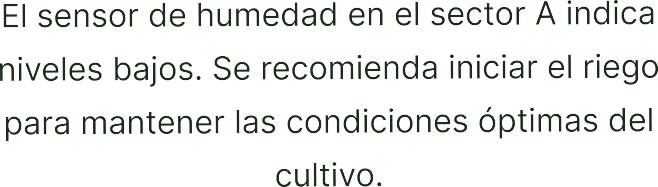 El sensor de humedad en el sector A indica
niveles bajos. Se recomienda iniciar el riego
para mantener las condiciones óptimas del
cultivo.